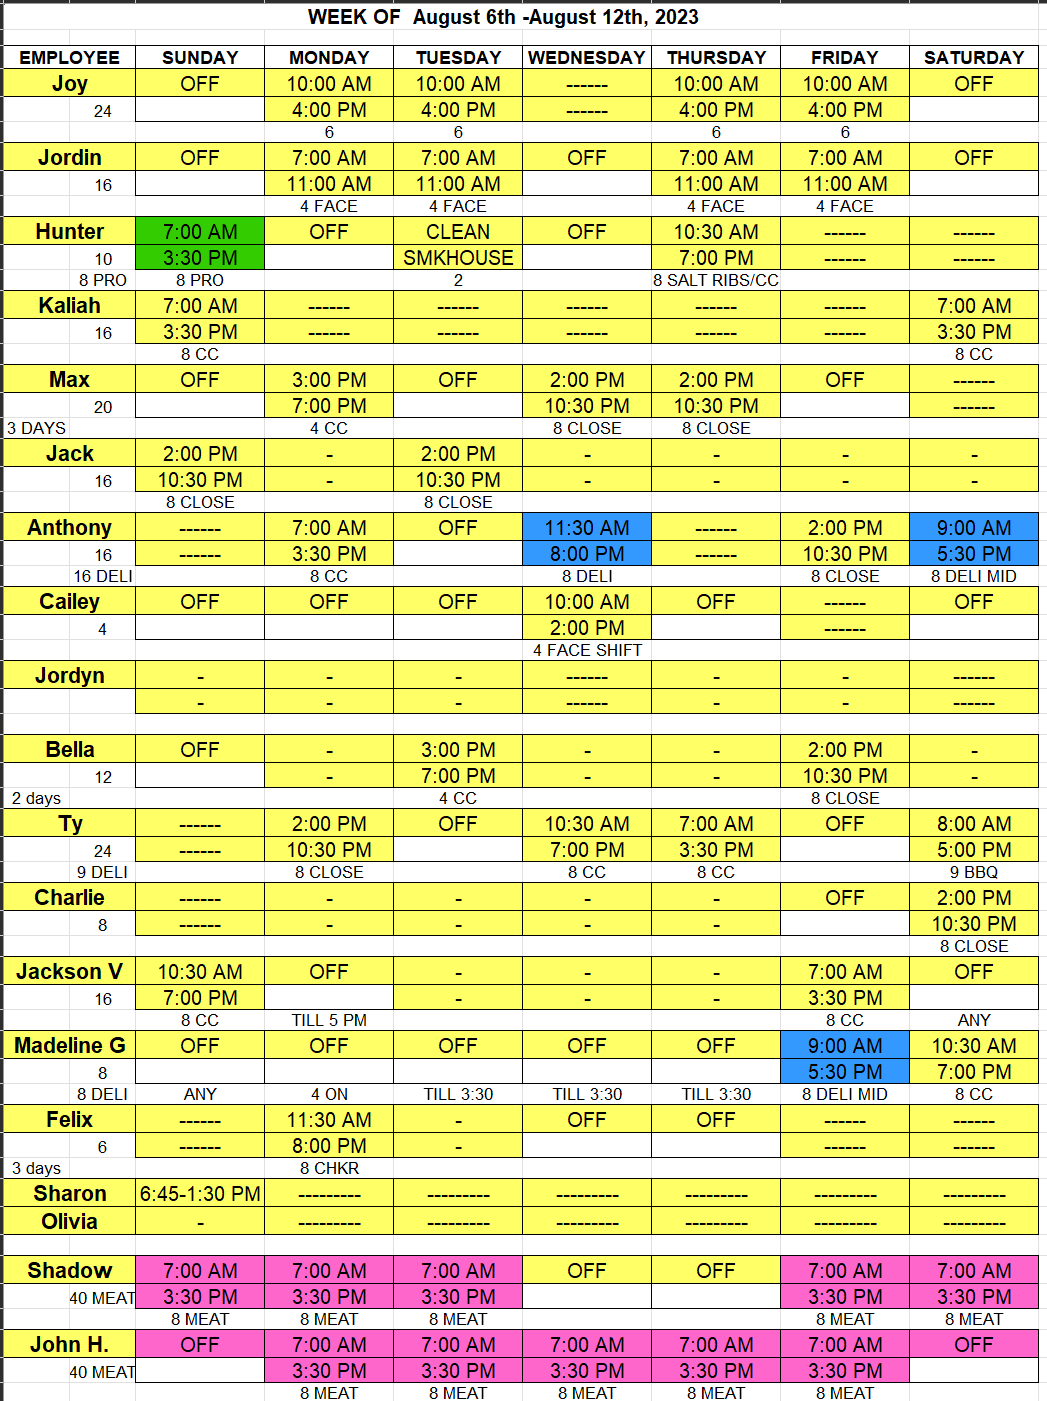 WEEK OF August 6th -August 12th, 2023
EMPLOYEE SUNDAY MONDAY TUESDAY WEDNESDAY THURSDAY FRIDAY SATURDAY
Joy OFF 10:00 AM 10:00 AM ------ 10:00 AM 10:00 AM OFF
24 4:00 PM 4:00 PM ------ 4:00 PM 4:00 PM
6 6 6 6
Jordin OFF 7:00 AM 7:00 AM OFF 7:00 AM 7:00 AM OFF
16 11:00 AM 11:00 AM 11:00 AM 11:00 AM
4 FACE 4 FACE 4 FACE 4 FACE
Hunter 7:00 AM OFF CLEAN OFF 10:30 AM ------ ------
10 3:30 PM SMKHOUSE 7:00 PM ------ ------
8 PRO 8 PRO 2 8 SALT RIBS/CC
Kaliah 7:00 AM ------ ------ ------ ------ ------ 7:00 AM
16 3:30 PM ------ ------ ------ ------ ------ 3:30 PM
8 CC 8 CC
Max OFF 3:00 PM OFF 2:00 PM 2:00 PM OFF ------
20 7:00 PM 10:30 PM 10:30 PM ------
3 DAYS 4 CC 8 CLOSE 8 CLOSE
Jack 2:00 PM - 2:00 PM - - - -
16 10:30 PM - 10:30 PM - - - -
8 CLOSE 8 CLOSE
Anthony ------ 7:00 AM OFF 11:30 AM ------ 2:00 PM 9:00 AM
16 ------ 3:30 PM 8:00 PM ------ 10:30 PM 5:30 PM
16 DELI 8 CC 8 DELI 8 CLOSE 8 DELI MID
Cailey OFF OFF OFF 10:00 AM OFF ------ OFF
4 2:00 PM ------
4 FACE SHIFT
Jordyn - - - ------ - - ------
- - - ------ - - ------
Bella OFF - 3:00 PM - - 2:00 PM -
12 - 7:00 PM - - 10:30 PM -
2 days 4 CC 8 CLOSE
Ty ------ 2:00 PM OFF 10:30 AM 7:00 AM OFF 8:00 AM
24 ------ 10:30 PM 7:00 PM 3:30 PM 5:00 PM
9 DELI 8 CLOSE 8 CC 8 CC 9 BBQ
Charlie ------ - - - - OFF 2:00 PM
8 ------ - - - - 10:30 PM
8 CLOSE
Jackson V 10:30 AM OFF - - - 7:00 AM OFF
16 7:00 PM - - - 3:30 PM
8 CC TILL 5 PM 8 CC ANY
Madeline G OFF OFF OFF OFF OFF 9:00 AM 10:30 AM
8 5:30 PM 7:00 PM
8 DELI ANY 4 ON TILL 3:30 TILL 3:30 TILL 3:30 8 DELI MID 8 CC
Felix ------ 11:30 AM - OFF OFF ------ ------
6 ------ 8:00 PM - ------ ------
3 days 8 CHKR
Sharon 6:45-1:30 PM --------- --------- --------- --------- --------- ---------
Olivia - --------- --------- --------- --------- --------- ---------
Shadow 7:00 AM 7:00 AM 7:00 AM OFF OFF 7:00 AM 7:00 AM
40 MEAT 3:30 PM 3:30 PM 3:30 PM 3:30 PM 3:30 PM
8 MEAT 8 MEAT 8 MEAT 8 MEAT 8 MEAT
John H. OFF 7:00 AM 7:00 AM 7:00 AM 7:00 AM 7:00 AM OFF
40 MEAT 3:30 PM 3:30 PM 3:30 PM 3:30 PM 3:30 PM
8 MEAT 8 MEAT 8 MEAT 8 MEAT 8 MEAT